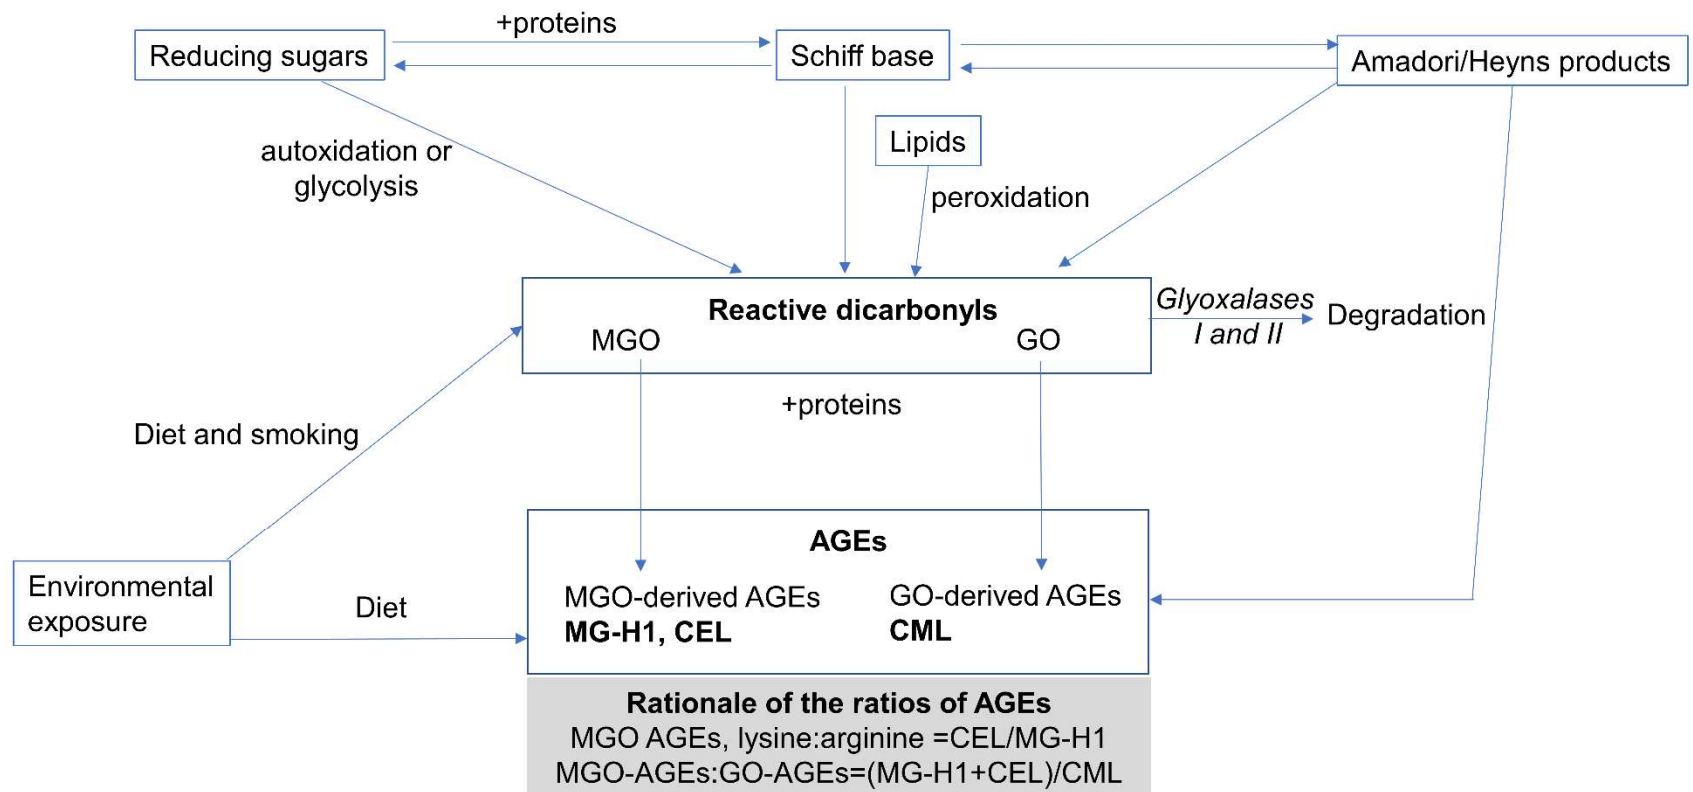 +proteins
Reducing sugars
Schiff base
Amadori/Heyns products
Lipids
autoxidation or
glycolysis
peroxidation
Reactive dicarbonyls
MGO
GO
Glyoxalases
I and II
Degradation
+proteins
Diet and smoking
Environmental
exposure
Diet
AGEs
MGO-derived AGEs
MG-H1, CEL
GO-derived AGEs
CML
Rationale of the ratios of AGEs
MGO AGEs, lysine:arginine =CEL/MG-H1
MGO-AGEs:GO-AGEs=(MG-H1+CEL)/CML